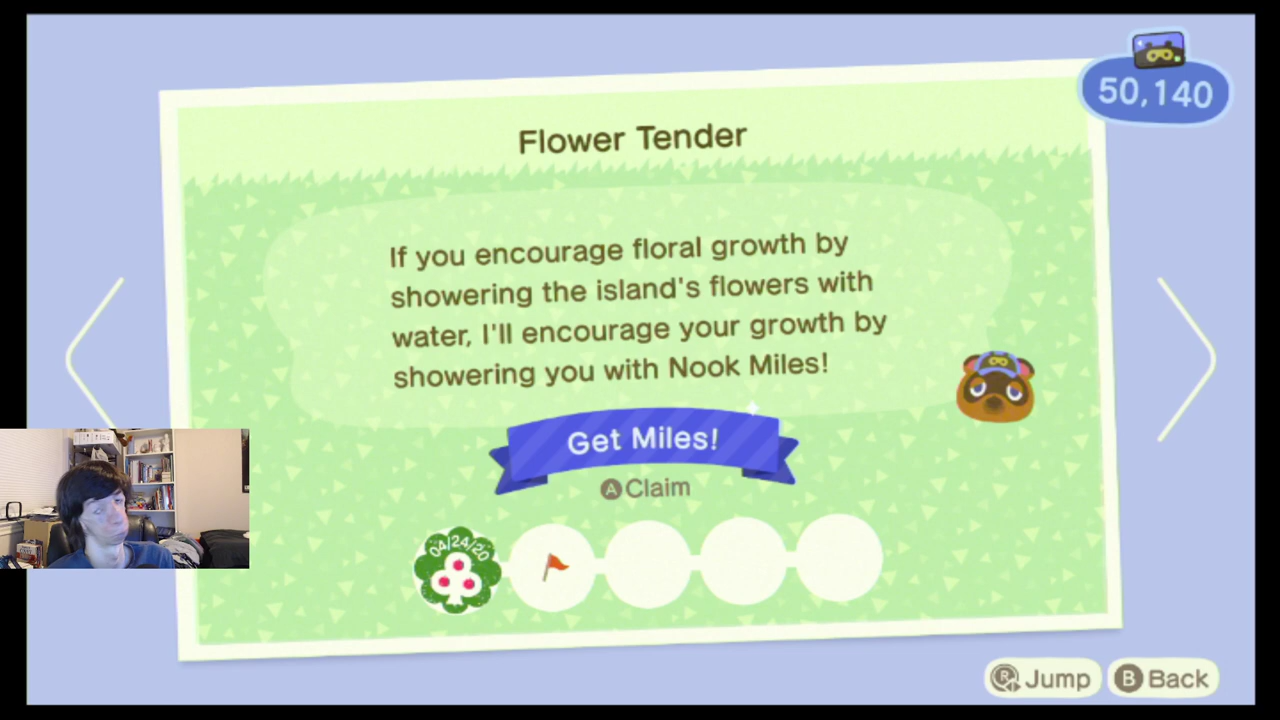 50,140
Flower Tender
If you encourage floral growth by
showering the island's flowers with
water, I'll encourage your growth by
showering you with Nook Miles!
Get Miles!
A Claim
04/24/20
R Jump B Back